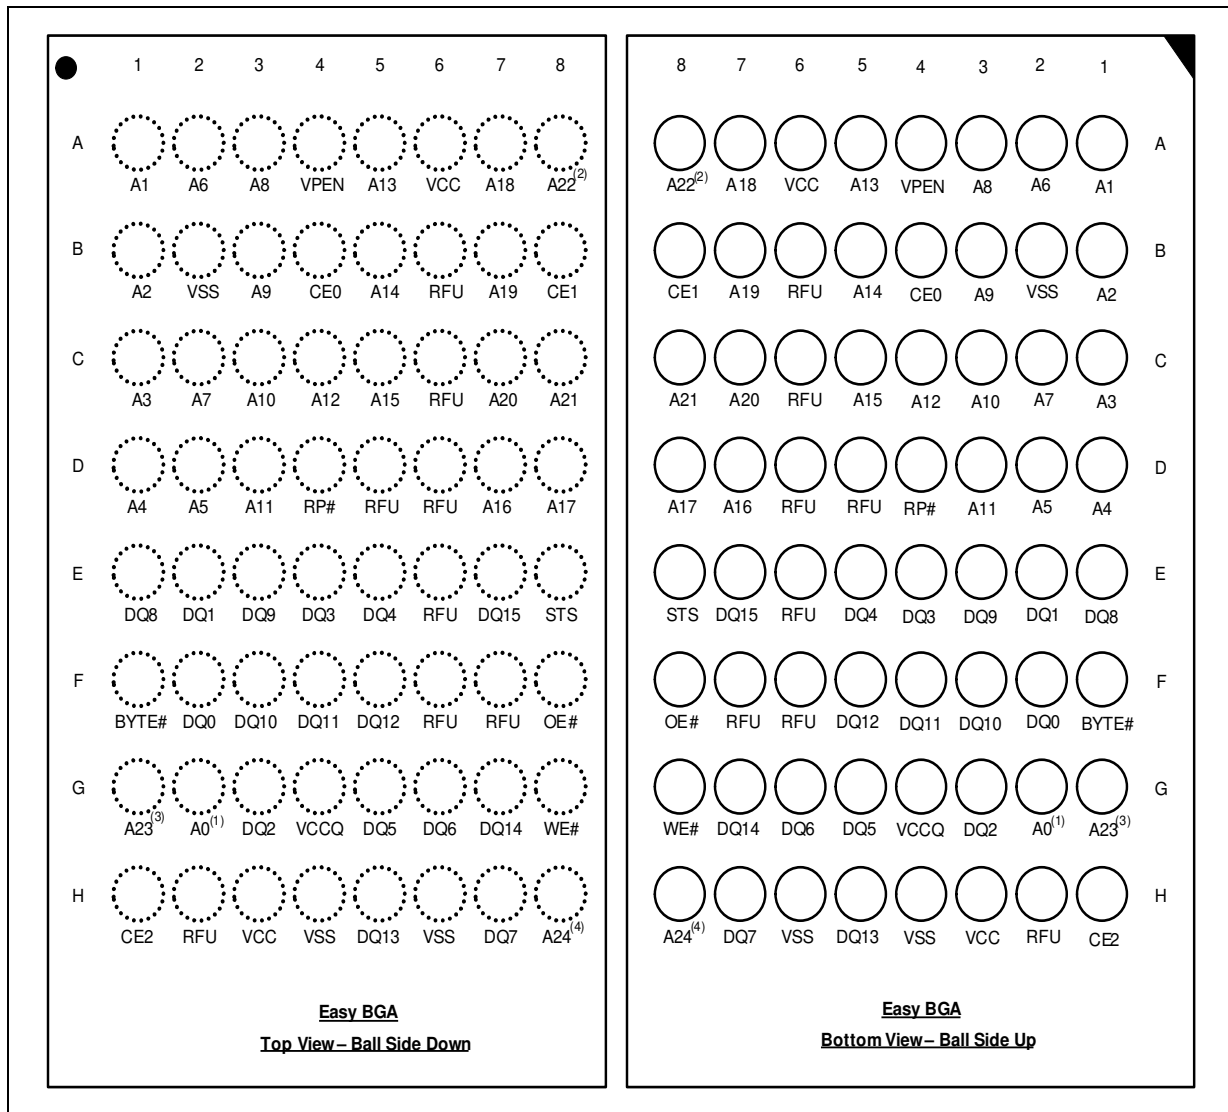 1 2 3 4 5 6 7 8
A
A1 A6 A8 VPEN A13 VCC A18 A22(2)
B
A2 VSS A9 CE0 A14 RFU A19 CE1
C
A3 A7 A10 A12 A15 RFU A20 A21
D
A4 A5 A11 RP# RFU RFU A16 A17
E
DQ8 DQ1 DQ9 DQ3 DQ4 RFU DQ15 STS
F
BYTE# DQ0 DQ10 DQ11 DQ12 RFU RFU OE#
G
A23(3) A0(1) DQ2 VCCQ DQ5 DQ6 DQ14 WE#
H
CE2 RFU VCC VSS DQ13 VSS DQ7 A24(4)
Easy BGA
Top View – Ball Side Down
8 7 6 5 4 3 2 1
A
A22(2) A18 VCC A13 VPEN A8 A6 A1
B
CE1 A19 RFU A14 CE0 A9 VSS A2
C
A21 A20 RFU A15 A12 A10 A7 A3
D
A17 A16 RFU RFU RP# A11 A5 A4
E
STS DQ15 RFU DQ4 DQ3 DQ9 DQ1 DQ8
F
OE# RFU RFU DQ12 DQ11 DQ10 DQ0 BYTE#
G
WE# DQ14 DQ6 DQ5 VCCQ DQ2 A0(1) A23(3)
H
A24(4) DQ7 VSS DQ13 VSS VCC RFU CE2
Easy BGA
Bottom View – Ball Side Up